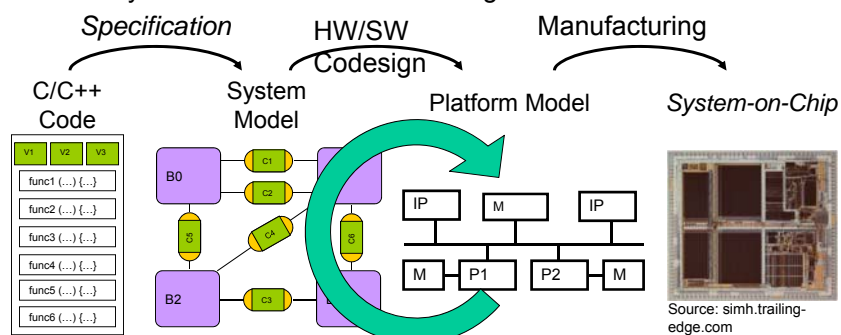 Specification
HW/SW
Codesign
Manufacturing
C/C++
Code
System
Model
Platform Model
System-on-Chip
V1 V2 V3
func1 (…) {…}
func2 (…) {…}
func3 (…) {…}
func4 (…) {…}
func5 (…) {…}
func6 (…) {…}
B0
C1
C2
C5
C4
C6
B2
C3
IP
M
IP
M
P1
P2
M
Source: simh.trailing-
edge.com